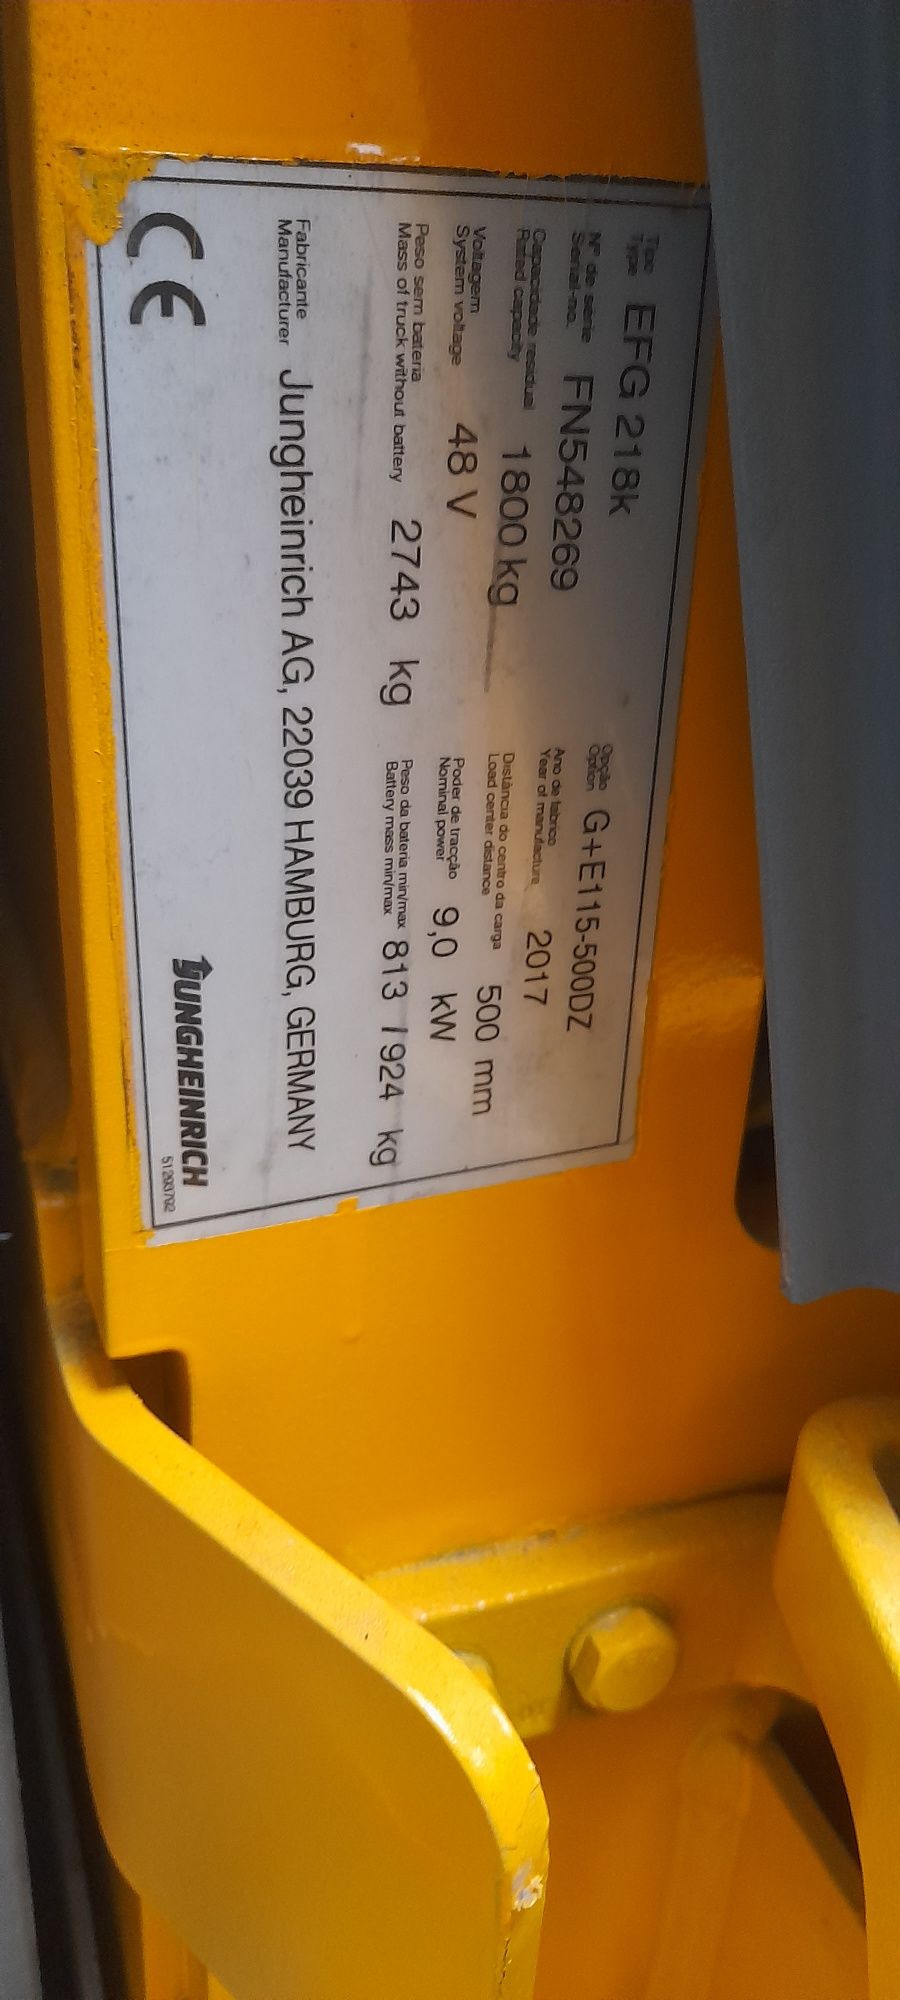 Tipo
Type EFG 218k
Opção
Option G+E115-500DZ
Nº de série
Serial-no. FN548269
Ano de fabrico
Year of manufacture 2017
Capacidade residual
Rated capacity 1800 kg
Distância do centro da carga
Load center distance 500 mm
Voltagem
System voltage 48 V
Poder de tracção
Nominal power 9,0 kW
Peso sem bateria
Mass of truck without battery 2743 kg
Peso da bateria min/max
Battery mass min/max 813 / 924 kg
Fabricante
Manufacturer Jungheinrich AG, 22039 HAMBURG, GERMANY
CE
JUNGHEINRICH
51203702